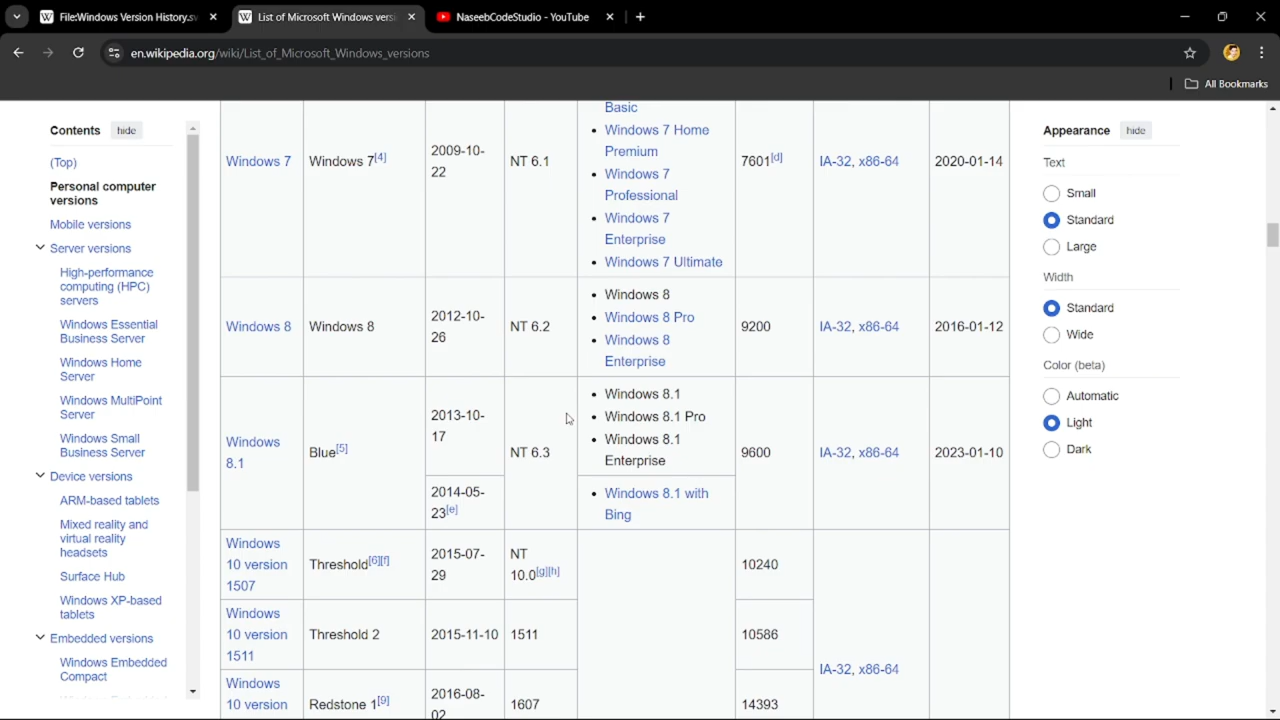 File:Windows Version History.sv
List of Microsoft Windows versi
NaseebCodeStudio - YouTube
en.wikipedia.org/wiki/List_of_Microsoft_Windows_versions
All Bookmarks
Contents hide
(Top)
Personal computer
versions
Mobile versions
Server versions
High-performance
computing (HPC)
servers
Windows Essential
Business Server
Windows Home
Server
Windows MultiPoint
Server
Windows Small
Business Server
Device versions
ARM-based tablets
Mixed reality and
virtual reality
headsets
Surface Hub
Windows XP-based
tablets
Embedded versions
Windows Embedded
Compact
Basic
Windows 7 Home
Premium
Windows 7
Professional
Windows 7
Enterprise
Windows 7 Ultimate
Windows 7
Windows 7[4]
2009-10-
22
NT 6.1
7601[d]
IA-32, x86-64
2020-01-14
Windows 8
Windows 8
2012-10-
26
NT 6.2
Windows 8
Windows 8 Pro
Windows 8
Enterprise
9200
IA-32, x86-64
2016-01-12
Windows
8.1
Blue[5]
2013-10-
17
2014-05-
23[e]
NT 6.3
Windows 8.1
Windows 8.1 Pro
Windows 8.1
Enterprise
Windows 8.1 with
Bing
9600
IA-32, x86-64
2023-01-10
Windows
10 version
1507
Threshold[6][f]
2015-07-
29
NT
10.0[g][h]
10240
Windows
10 version
1511
Threshold 2
2015-11-10
1511
10586
IA-32, x86-64
Windows
10 version
Redstone 1[9]
2016-08-
02
1607
14393
Appearance hide
Text
Small
Standard
Large
Width
Standard
Wide
Color (beta)
Automatic
Light
Dark